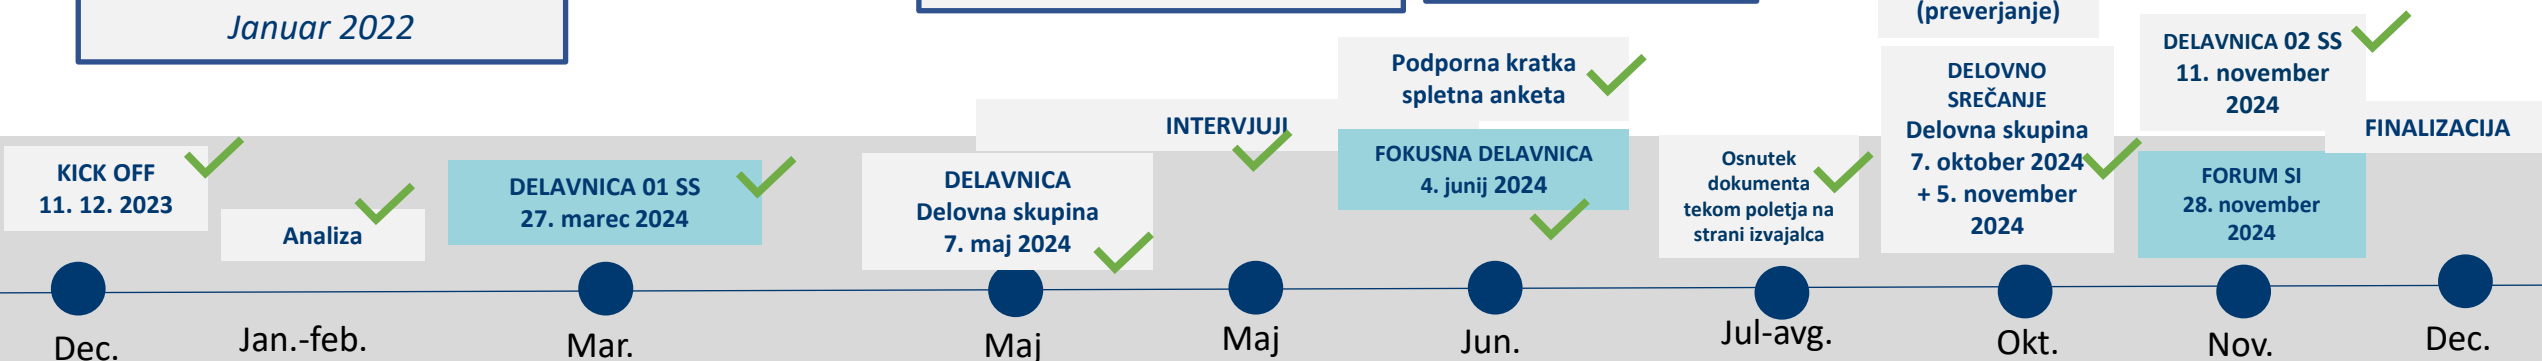 Januar 2022
(preverjanje)
KICK OFF
11. 12. 2023
Analiza
DELAVNICA 01 SS
27. marec 2024
DELAVNICA
Delovna skupina
7. maj 2024
INTERVJUJI
Podporna kratka
spletna anketa
FOKUSNA DELAVNICA
4. junij 2024
Osnutek
dokumenta
tekom poletja na
strani izvajalca
DELOVNO
SREČANJE
Delovna skupina
7. oktober 2024
+ 5. november
2024
DELAVNICA 02 SS
11. november
2024
FORUM SI
28. november
2024
FINALIZACIJA
Dec.
Jan.-feb.
Mar.
Maj
Maj
Jun.
Jul-avg.
Okt.
Nov.
Dec.